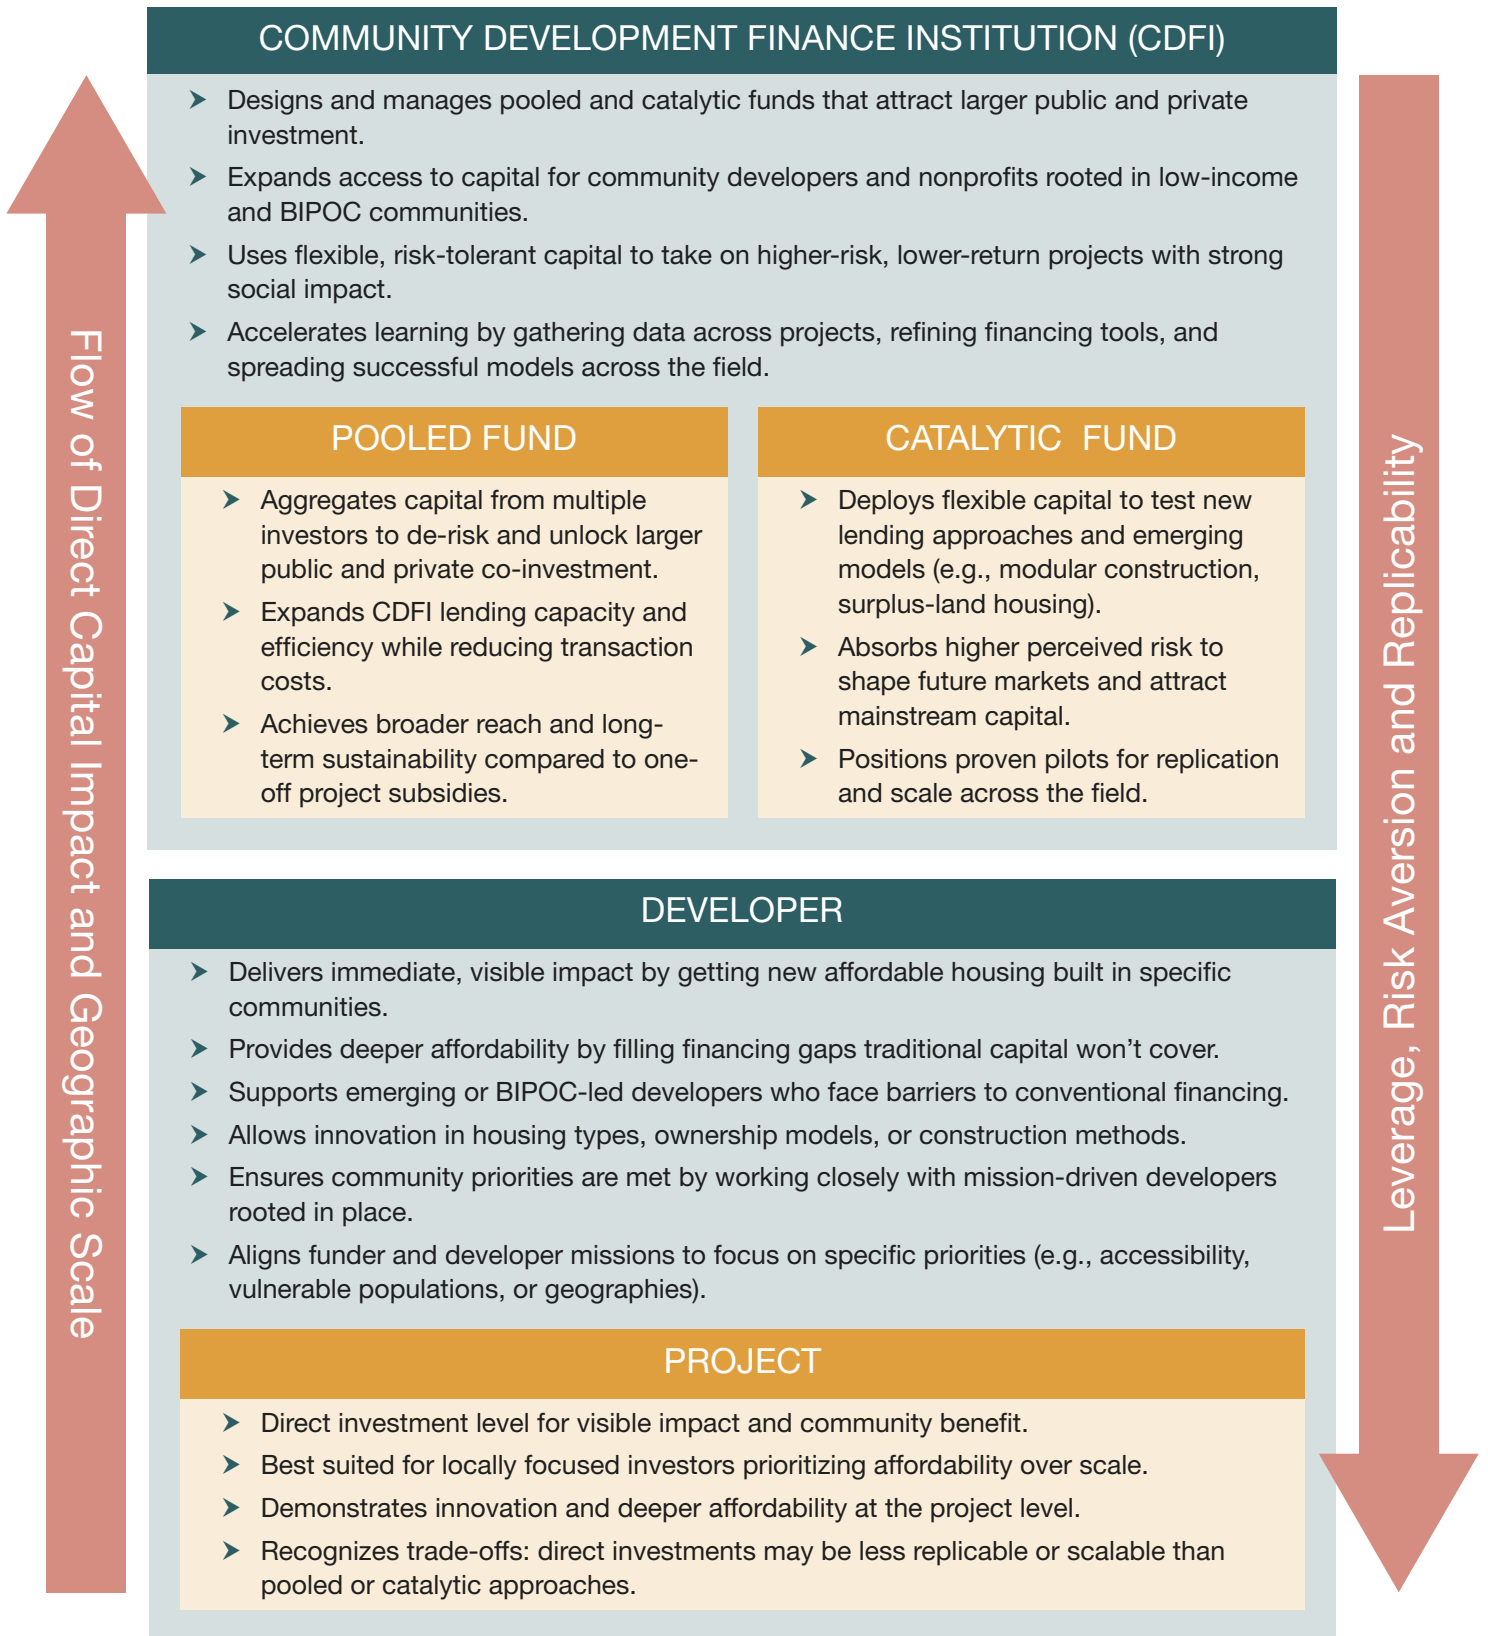 COMMUNITY DEVELOPMENT FINANCE INSTITUTION (CDFI)
➤ Designs and manages pooled and catalytic funds that attract larger public and private
investment.
➤ Expands access to capital for community developers and nonprofits rooted in low-income
and BIPOC communities.
➤ Uses flexible, risk-tolerant capital to take on higher-risk, lower-return projects with strong
social impact.
➤ Accelerates learning by gathering data across projects, refining financing tools, and
spreading successful models across the field.
POOLED FUND
➤ Aggregates capital from multiple
investors to de-risk and unlock larger
public and private co-investment.
➤ Expands CDFI lending capacity and
efficiency while reducing transaction
costs.
➤ Achieves broader reach and long-
term sustainability compared to one-
off project subsidies.
CATALYTIC FUND
➤ Deploys flexible capital to test new
lending approaches and emerging
models (e.g., modular construction,
surplus-land housing).
➤ Absorbs higher perceived risk to
shape future markets and attract
mainstream capital.
➤ Positions proven pilots for replication
and scale across the field.
DEVELOPER
➤ Delivers immediate, visible impact by getting new affordable housing built in specific
communities.
➤ Provides deeper affordability by filling financing gaps traditional capital won’t cover.
➤ Supports emerging or BIPOC-led developers who face barriers to conventional financing.
➤ Allows innovation in housing types, ownership models, or construction methods.
➤ Ensures community priorities are met by working closely with mission-driven developers
rooted in place.
➤ Aligns funder and developer missions to focus on specific priorities (e.g., accessibility,
vulnerable populations, or geographies).
PROJECT
➤ Direct investment level for visible impact and community benefit.
➤ Best suited for locally focused investors prioritizing affordability over scale.
➤ Demonstrates innovation and deeper affordability at the project level.
➤ Recognizes trade-offs: direct investments may be less replicable or scalable than
pooled or catalytic approaches.
Flow of Direct Capital Impact and Geographic Scale
Leverage, Risk Aversion and Replicability